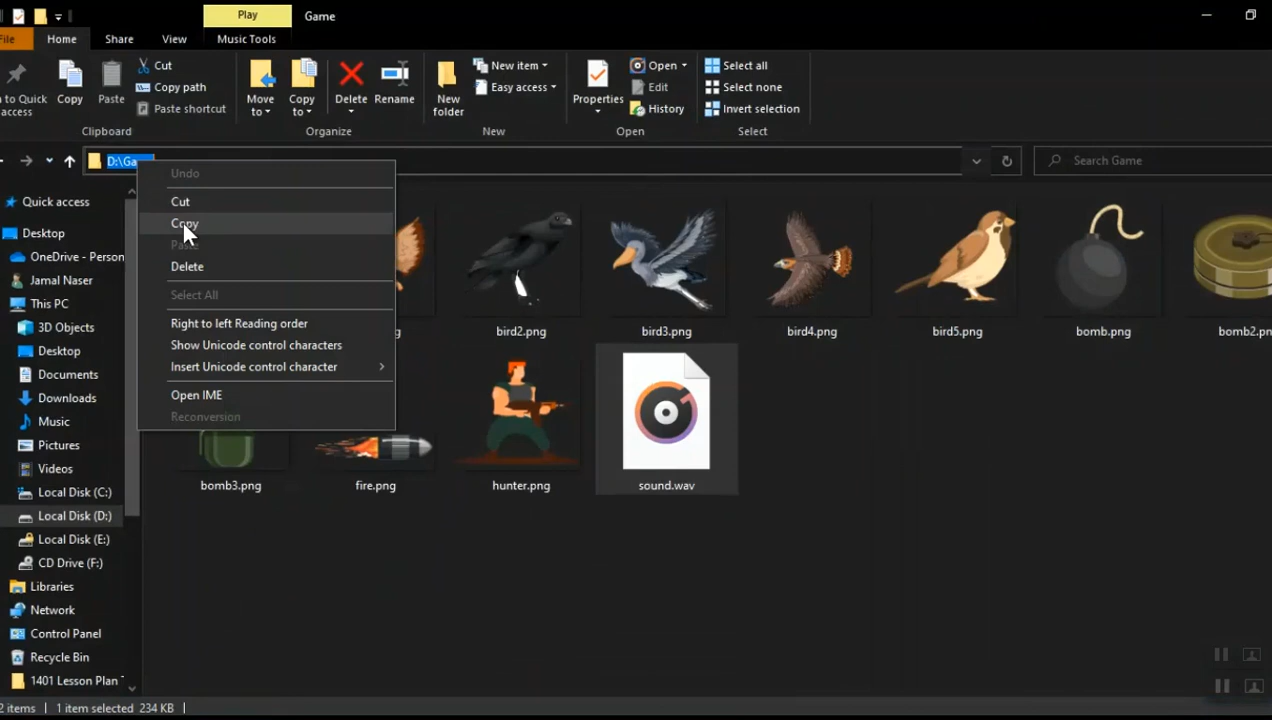 Play
Game
File
Home
Share
View
Music Tools
Cut
Copy path
Paste shortcut
to Quick
access
Copy
Paste
Clipboard
Move
to
Copy
to
Delete
Rename
Organize
New
folder
New item
Easy access
New
Properties
Open
Edit
History
Open
Select all
Select none
Invert selection
Select
D:\Ga
Search Game
Undo
Cut
Copy
Paste
Delete
Select All
Right to left Reading order
Show Unicode control characters
Insert Unicode control character
Open IME
Reconversion
Quick access
Desktop
OneDrive - Person
Jamal Naser
This PC
3D Objects
Desktop
Documents
Downloads
Music
Pictures
Videos
Local Disk (C:)
Local Disk (D:)
Local Disk (E:)
CD Drive (F:)
Libraries
Network
Control Panel
Recycle Bin
1401 Lesson Plan
bird2.png
bird3.png
bird4.png
bird5.png
bomb.png
bomb2.pn
bomb3.png
fire.png
hunter.png
sound.wav
2 items
1 item selected 234 KB